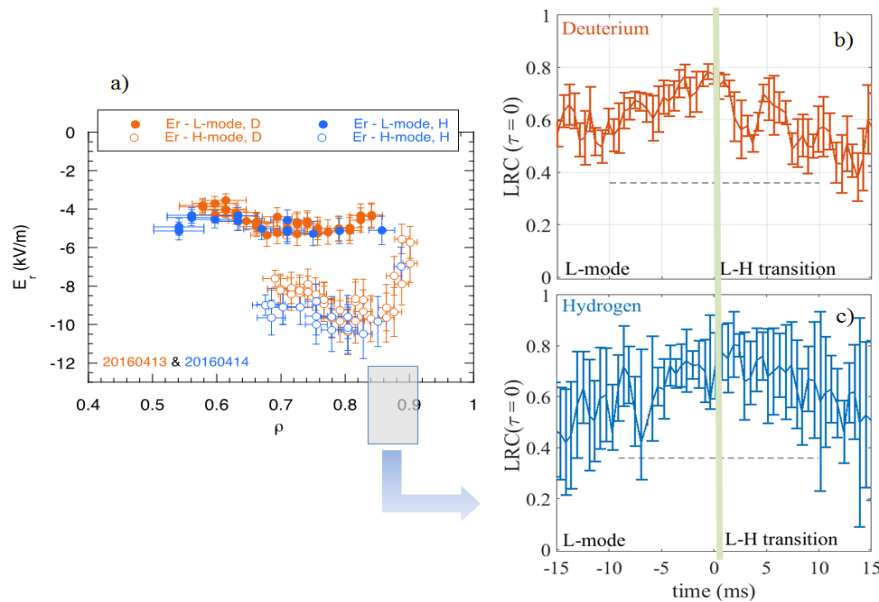 a)
Er - L-mode, D
Er - L-mode, H
Er - H-mode, D
Er - H-mode, H
0
-2
-4
-6
-8
-10
-12
E_r (kV/m)
20160413 & 20160414
0.4 0.5 0.6 0.7 0.8 0.9 1
ρ
b)
Deuterium
1
0.8
0.6
0.4
0.2
0
LRC (τ = 0)
L-mode
L-H transition
c)
Hydrogen
1
0.8
0.6
0.4
0.2
0
LRC(τ = 0)
L-mode
L-H transition
-15 -10 -5 0 5 10 15
time (ms)